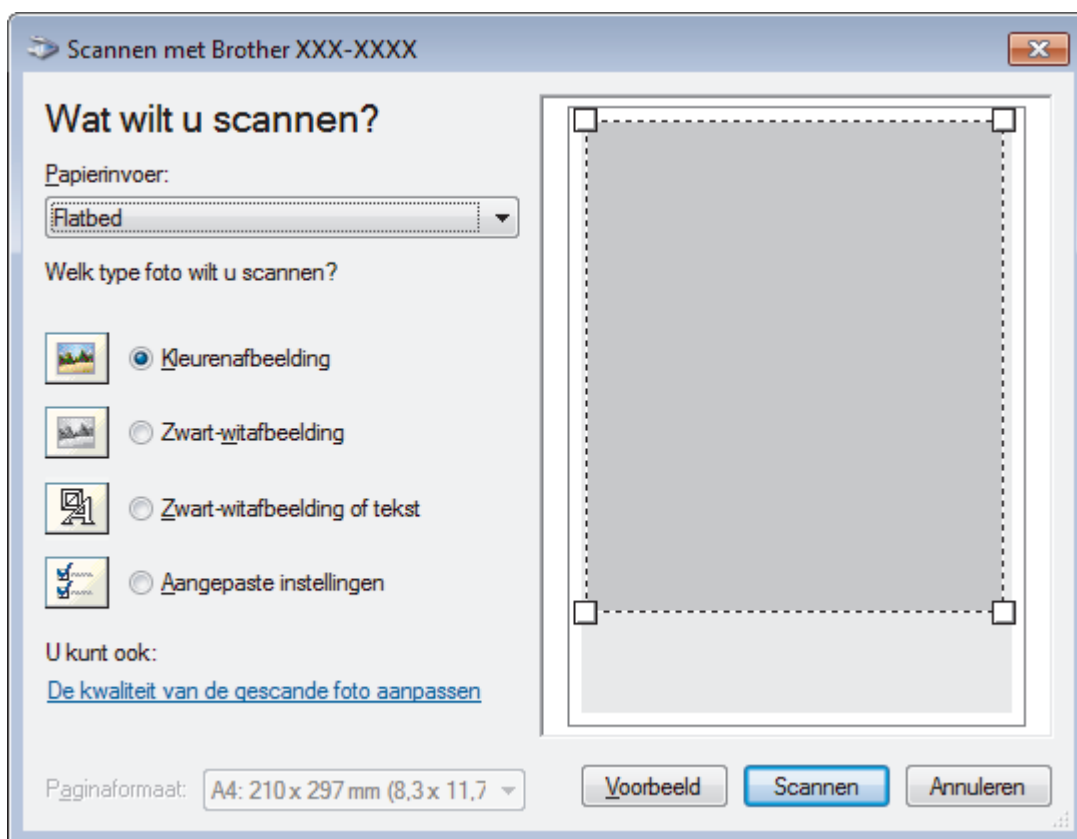 Scannen met Brother XXX-XXXX
Wat wilt u scannen?
Papierinvoer:
Flatbed
Welk type foto wilt u scannen?
Kleurenafbeelding
Zwart-witafbeelding
Zwart-witafbeelding of tekst
Aangepaste instellingen
U kunt ook:
De kwaliteit van de gescande foto aanpassen
Paginaformaat: A4: 210 x 297 mm (8,3 x 11,7
Voorbeeld Scannen Annuleren